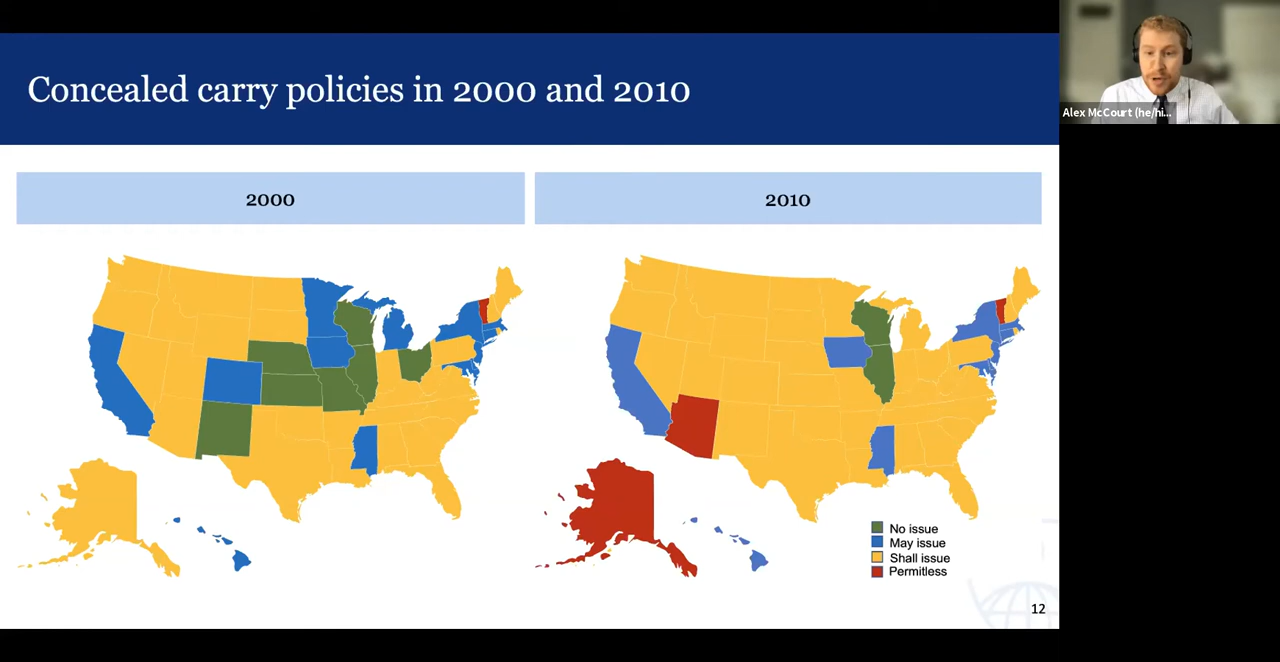 Concealed carry policies in 2000 and 2010
Alex McCourt (he/hi...
2000
2010
No issue
May issue
Shall issue
Permitless
12